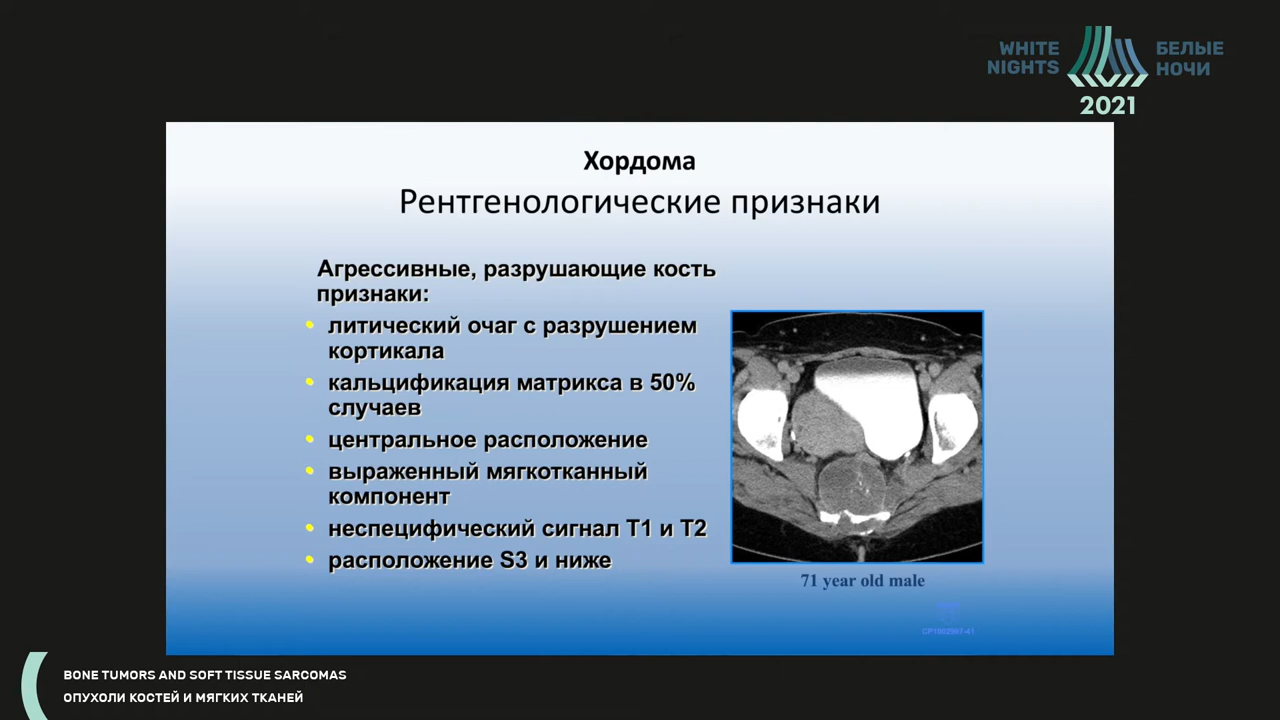 WHITE
NIGHTS
БЕЛЫЕ
НОЧИ
2021
Хордома
Рентгенологические признаки
Агрессивные, разрушающие кость
признаки:
• литический очаг с разрушением
кортикала
• кальцификация матрикса в 50%
случаев
• центральное расположение
• выраженный мягкотканный
компонент
• неспецифический сигнал Т1 и Т2
• расположение S3 и ниже
71 year old male
BONE TUMORS AND SOFT TISSUE SARCOMAS
ОПУХОЛИ КОСТЕЙ И МЯГКИХ ТКАНЕЙ